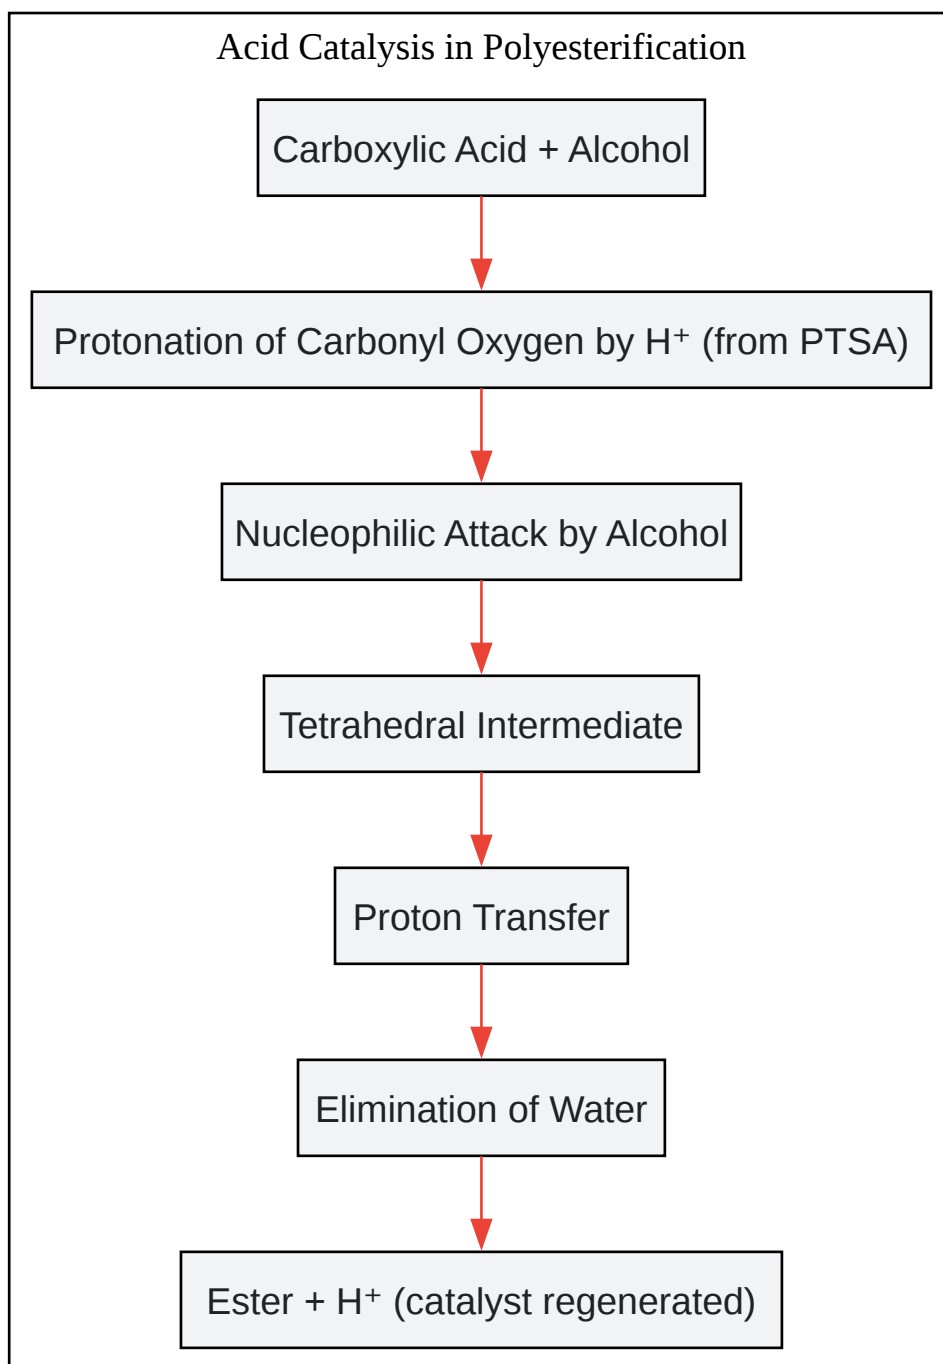 Acid Catalysis in Polyesterification
Carboxylic Acid + Alcohol
Protonation of Carbonyl Oxygen by H⁺ (from PTSA)
Nucleophilic Attack by Alcohol
Tetrahedral Intermediate
Proton Transfer
Elimination of Water
Ester + H⁺ (catalyst regenerated)